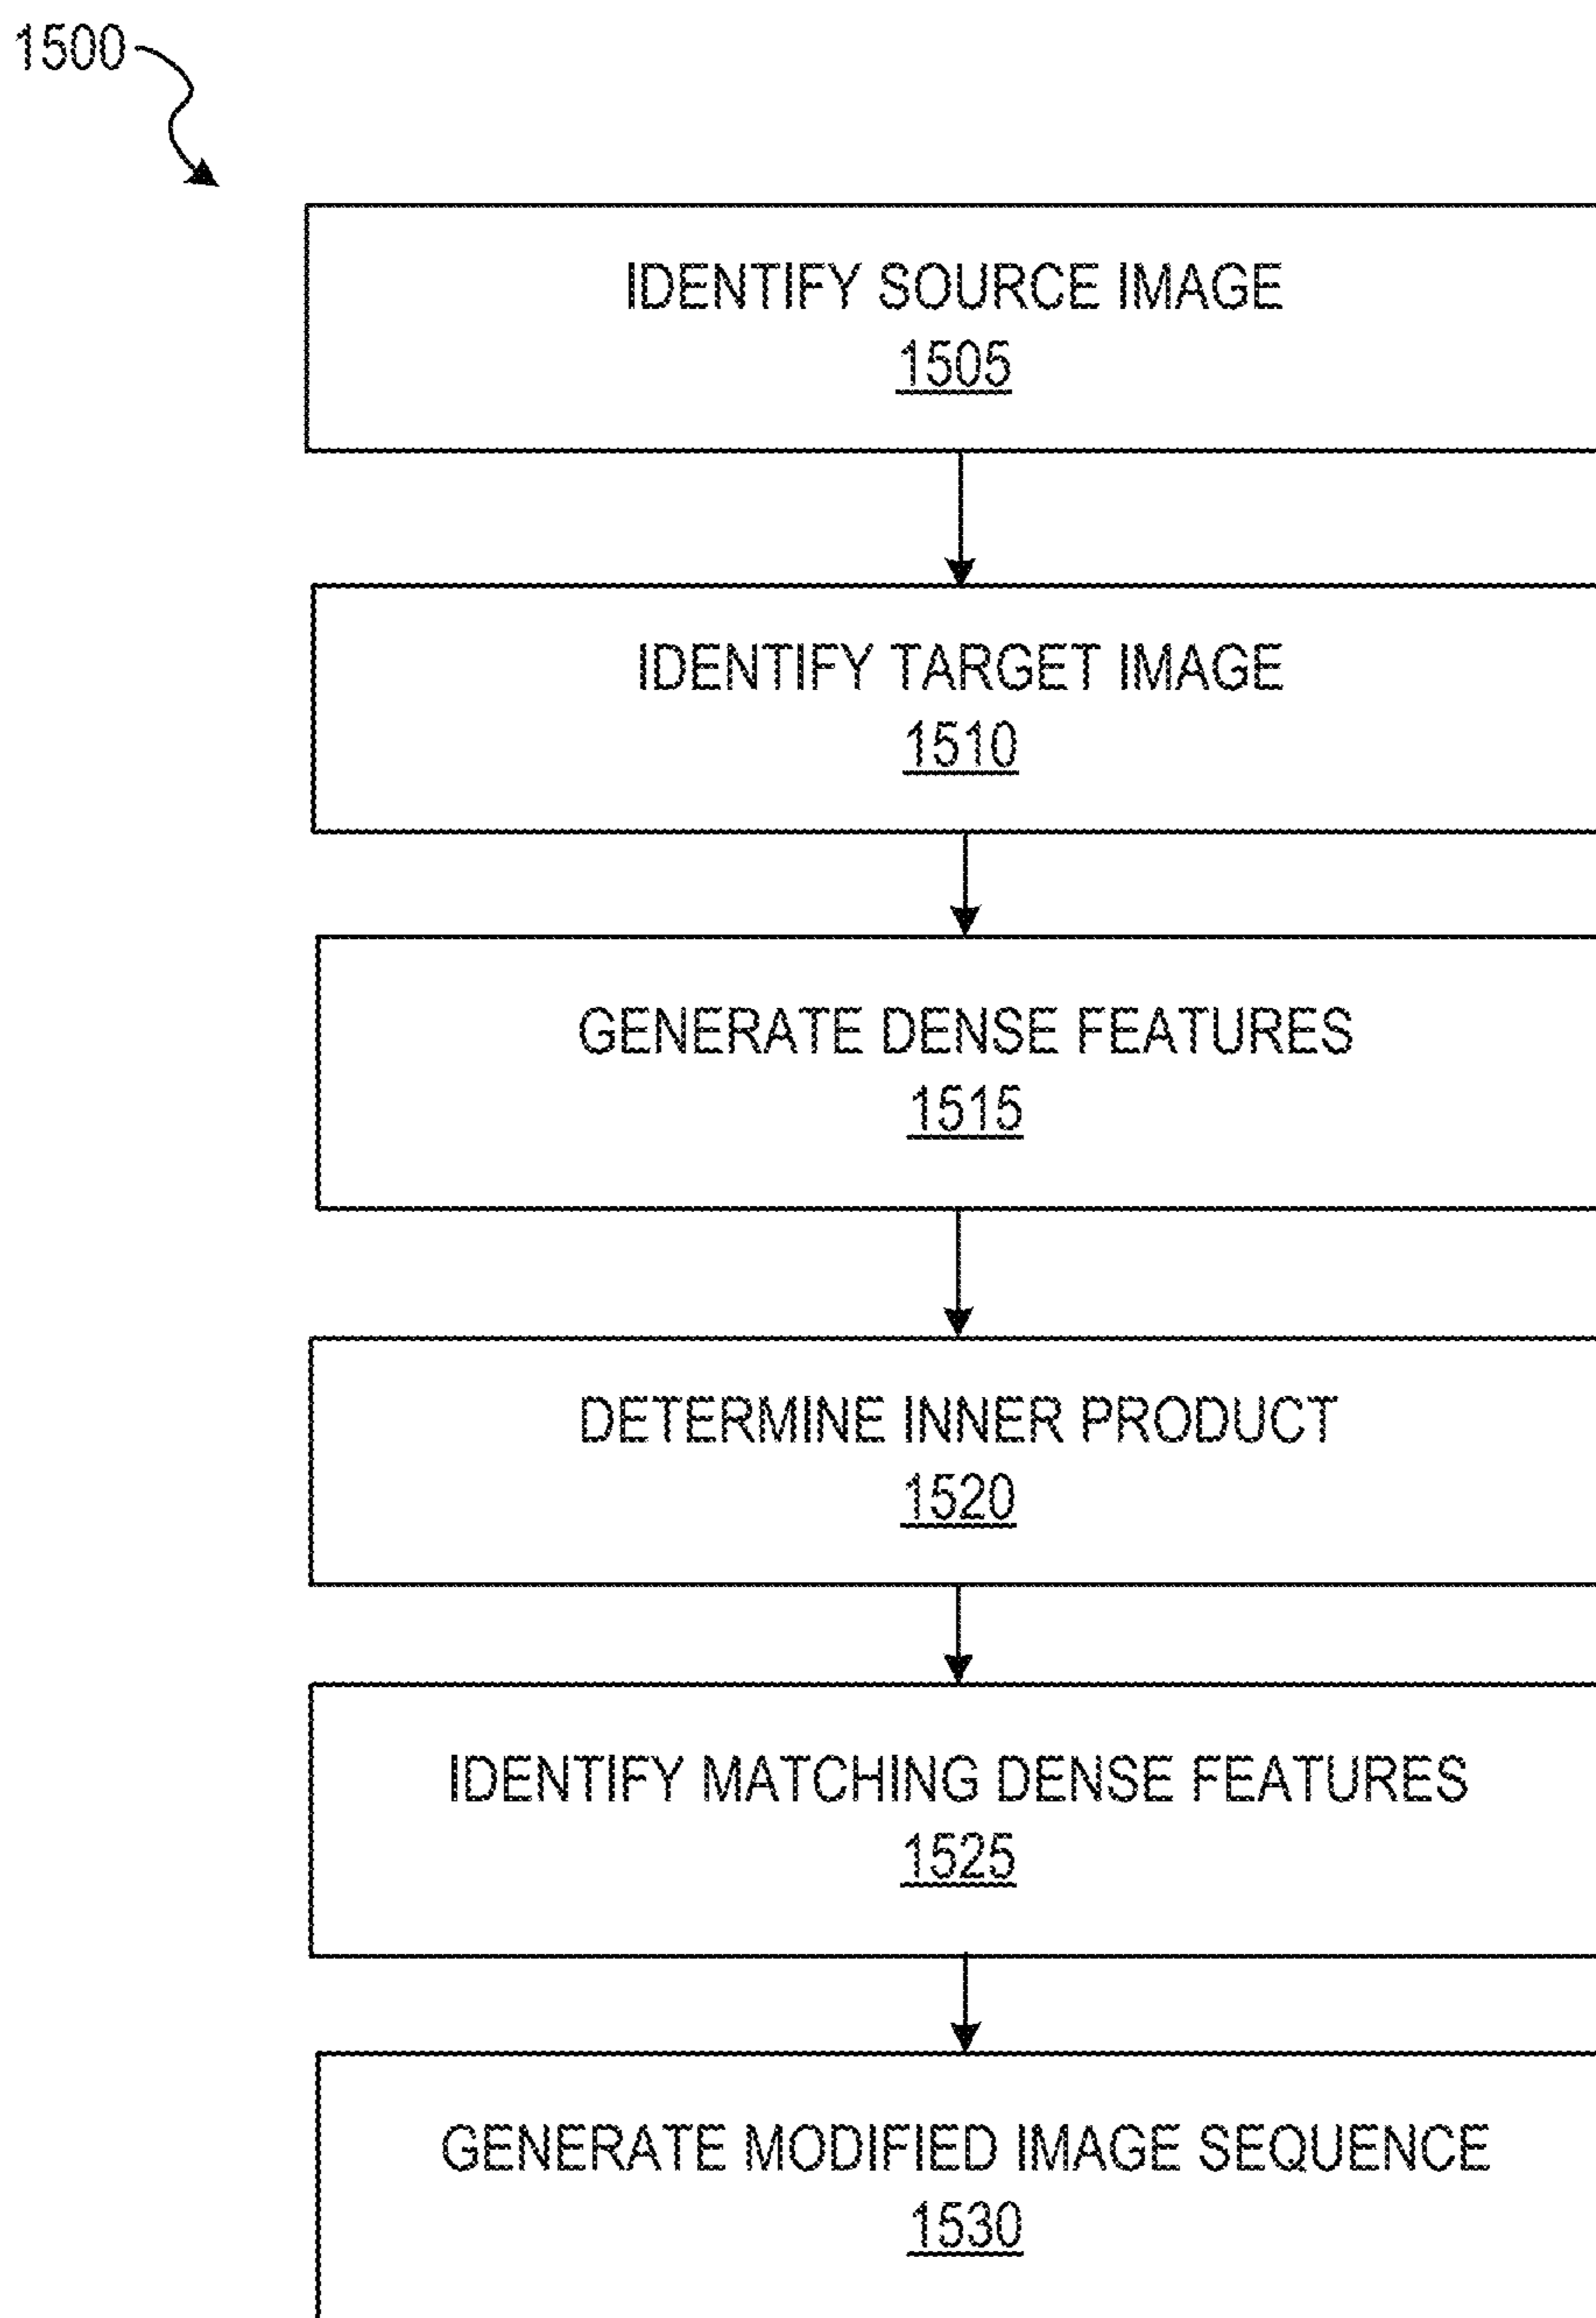 1500
IDENTIFY SOURCE IMAGE
1505
IDENTIFY TARGET IMAGE
1510
GENERATE DENSE FEATURES
1515
DETERMINE INNER PRODUCT
1520
IDENTIFY MATCHING DENSE FEATURES
1525
GENERATE MODIFIED IMAGE SEQUENCE
1530